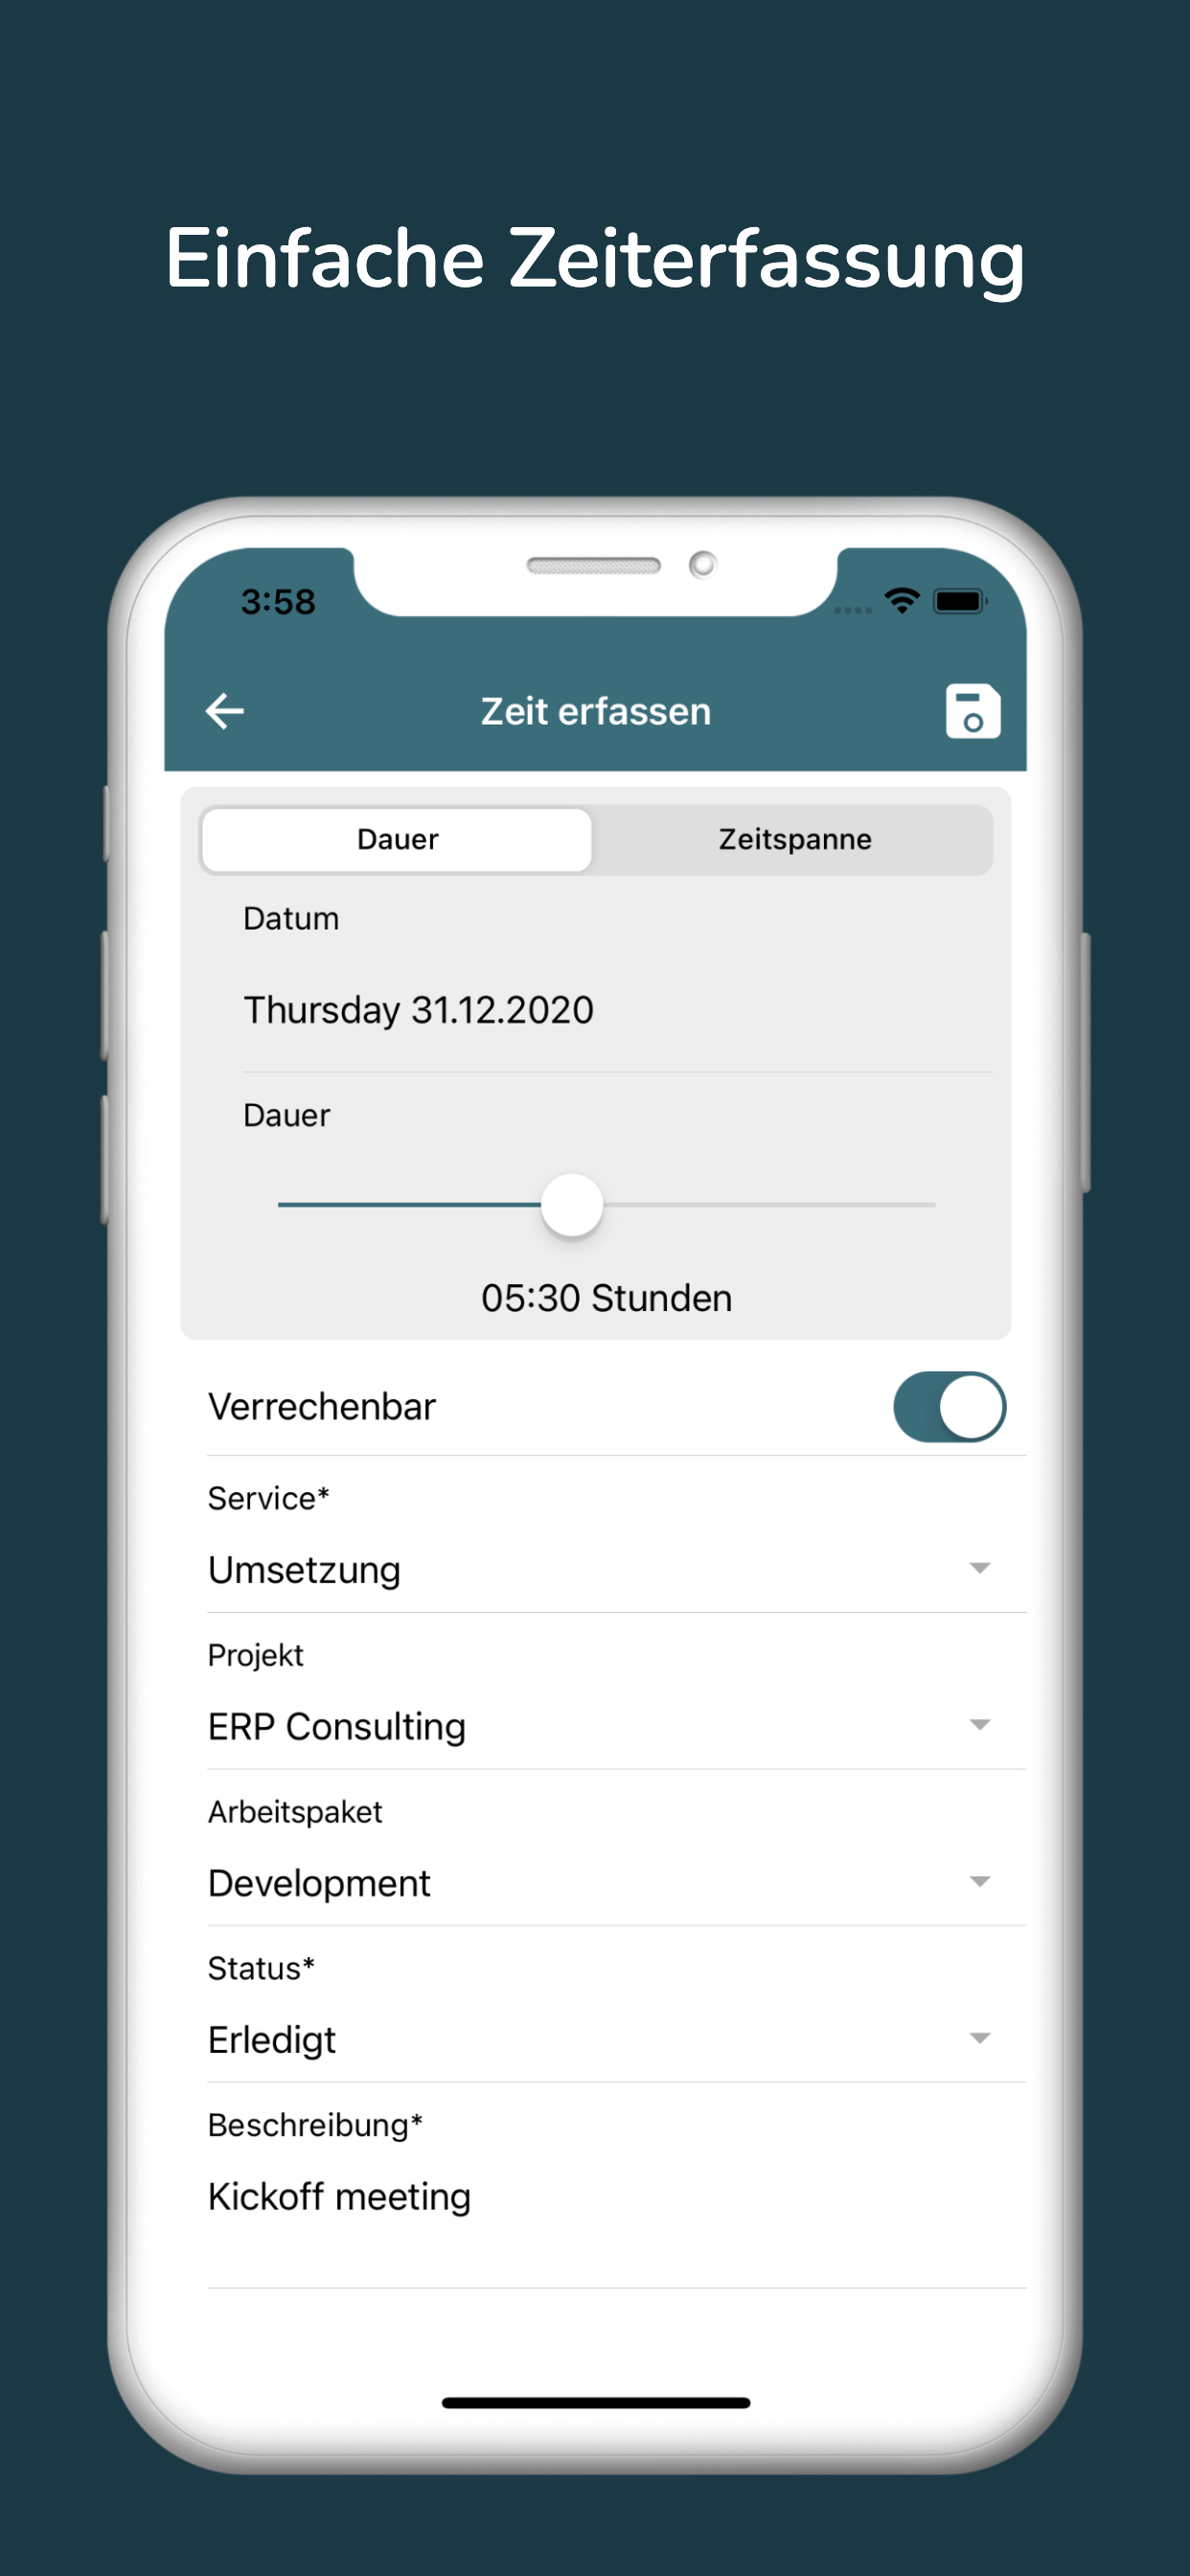 Einfache Zeiterfassung
3:58
Zeit erfassen
Dauer
Zeitspanne
Datum
Thursday 31.12.2020
Dauer
05:30 Stunden
Verrechenbar
Service*
Umsetzung
Projekt
ERP Consulting
Arbeitspaket
Development
Status*
Erledigt
Beschreibung*
Kickoff meeting